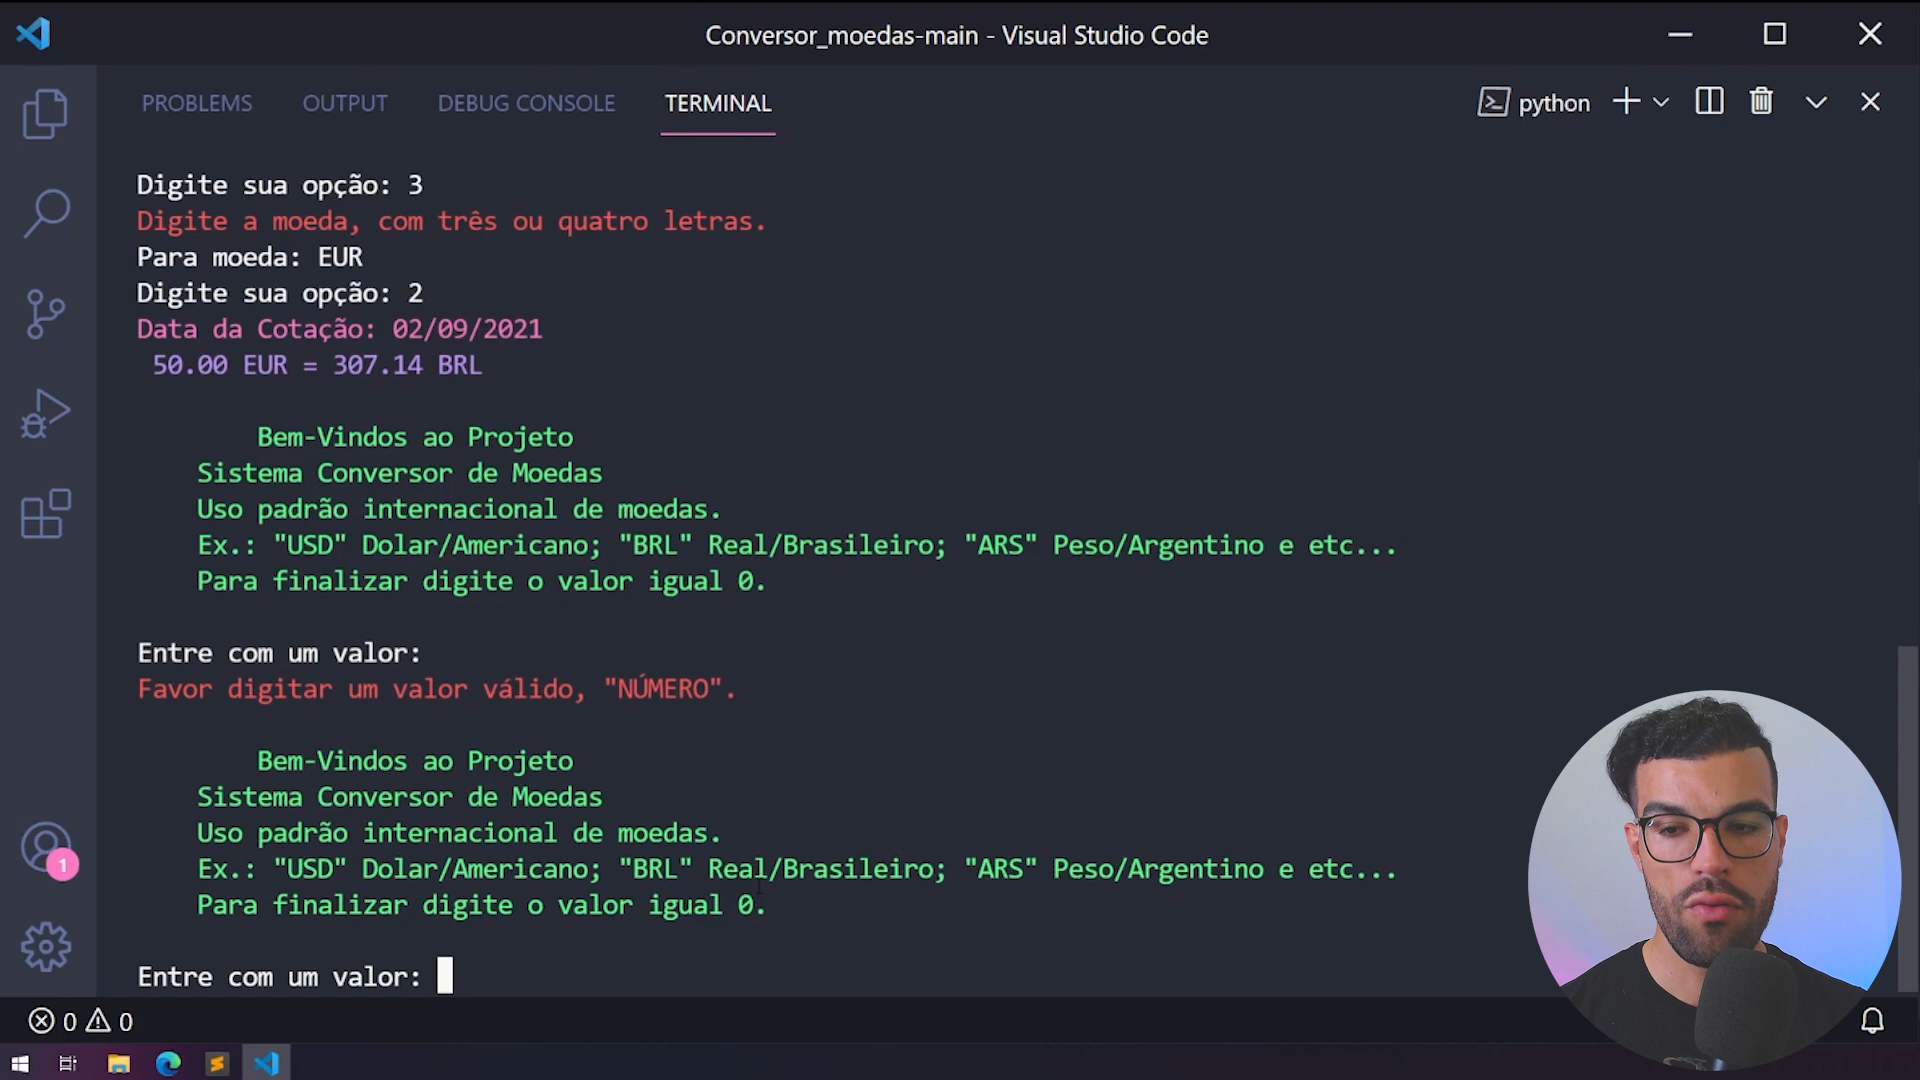 Conversor_moedas-main - Visual Studio Code
PROBLEMS OUTPUT DEBUG CONSOLE TERMINAL python
Digite sua opção: 3
Digite a moeda, com três ou quatro letras.
Para moeda: EUR
Digite sua opção: 2
Data da Cotação: 02/09/2021
50.00 EUR = 307.14 BRL
Bem-Vindos ao Projeto
Sistema Conversor de Moedas
Uso padrão internacional de moedas.
Ex.: "USD" Dolar/Americano; "BRL" Real/Brasileiro; "ARS" Peso/Argentino e etc...
Para finalizar digite o valor igual 0.
Entre com um valor:
Favor digitar um valor válido, "NÚMERO".
Bem-Vindos ao Projeto
Sistema Conversor de Moedas
Uso padrão internacional de moedas.
Ex.: "USD" Dolar/Americano; "BRL" Real/Brasileiro; "ARS" Peso/Argentino e etc...
Para finalizar digite o valor igual 0.
Entre com um valor:
1
0 0